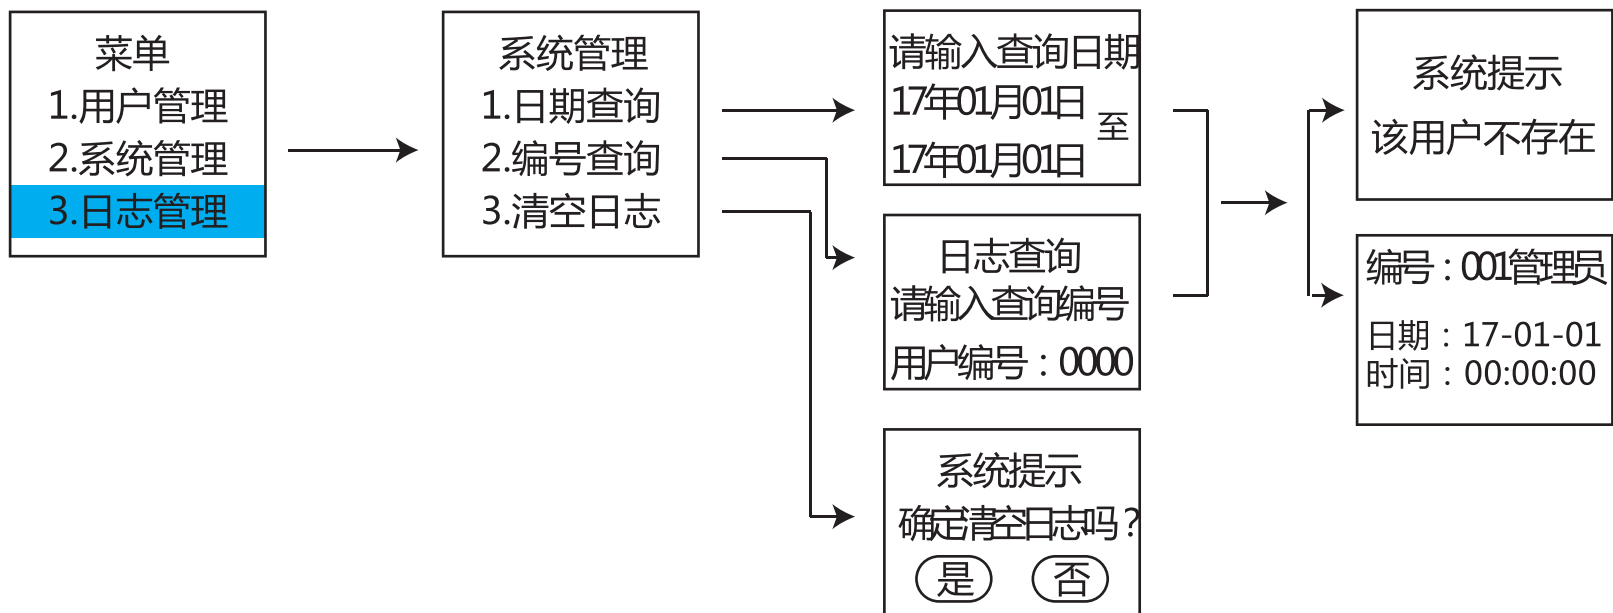 菜单
1.用户管理
2.系统管理
3.日志管理
系统管理
1.日期查询
2.编号查询
3.清空日志
请输入查询日期
17年01月01日
至
17年01月01日
日志查询
请输入查询编号
用户编号：0000
系统提示
确定清空日志吗？
是 否
系统提示
该用户不存在
编号：001管理员
日期：17-01-01
时间：00:00:00